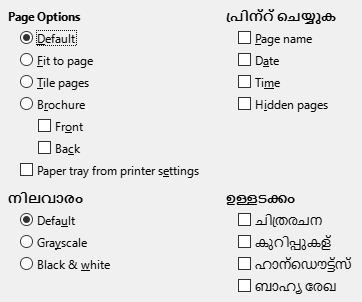 Page Options
Default
Fit to page
Tile pages
Brochure
Front
Back
Paper tray from printer settings
പ്രിന്റ് ചെയ്യുക
Page name
Date
Time
Hidden pages
നിലവാരം
Default
Grayscale
Black & white
ഉള്ളടക്കം
ചിത്രരചന
കുറിപ്പുകള്
ഹാന്ഡൌട്ട്സ്
ബാഹ്യ രേഖ